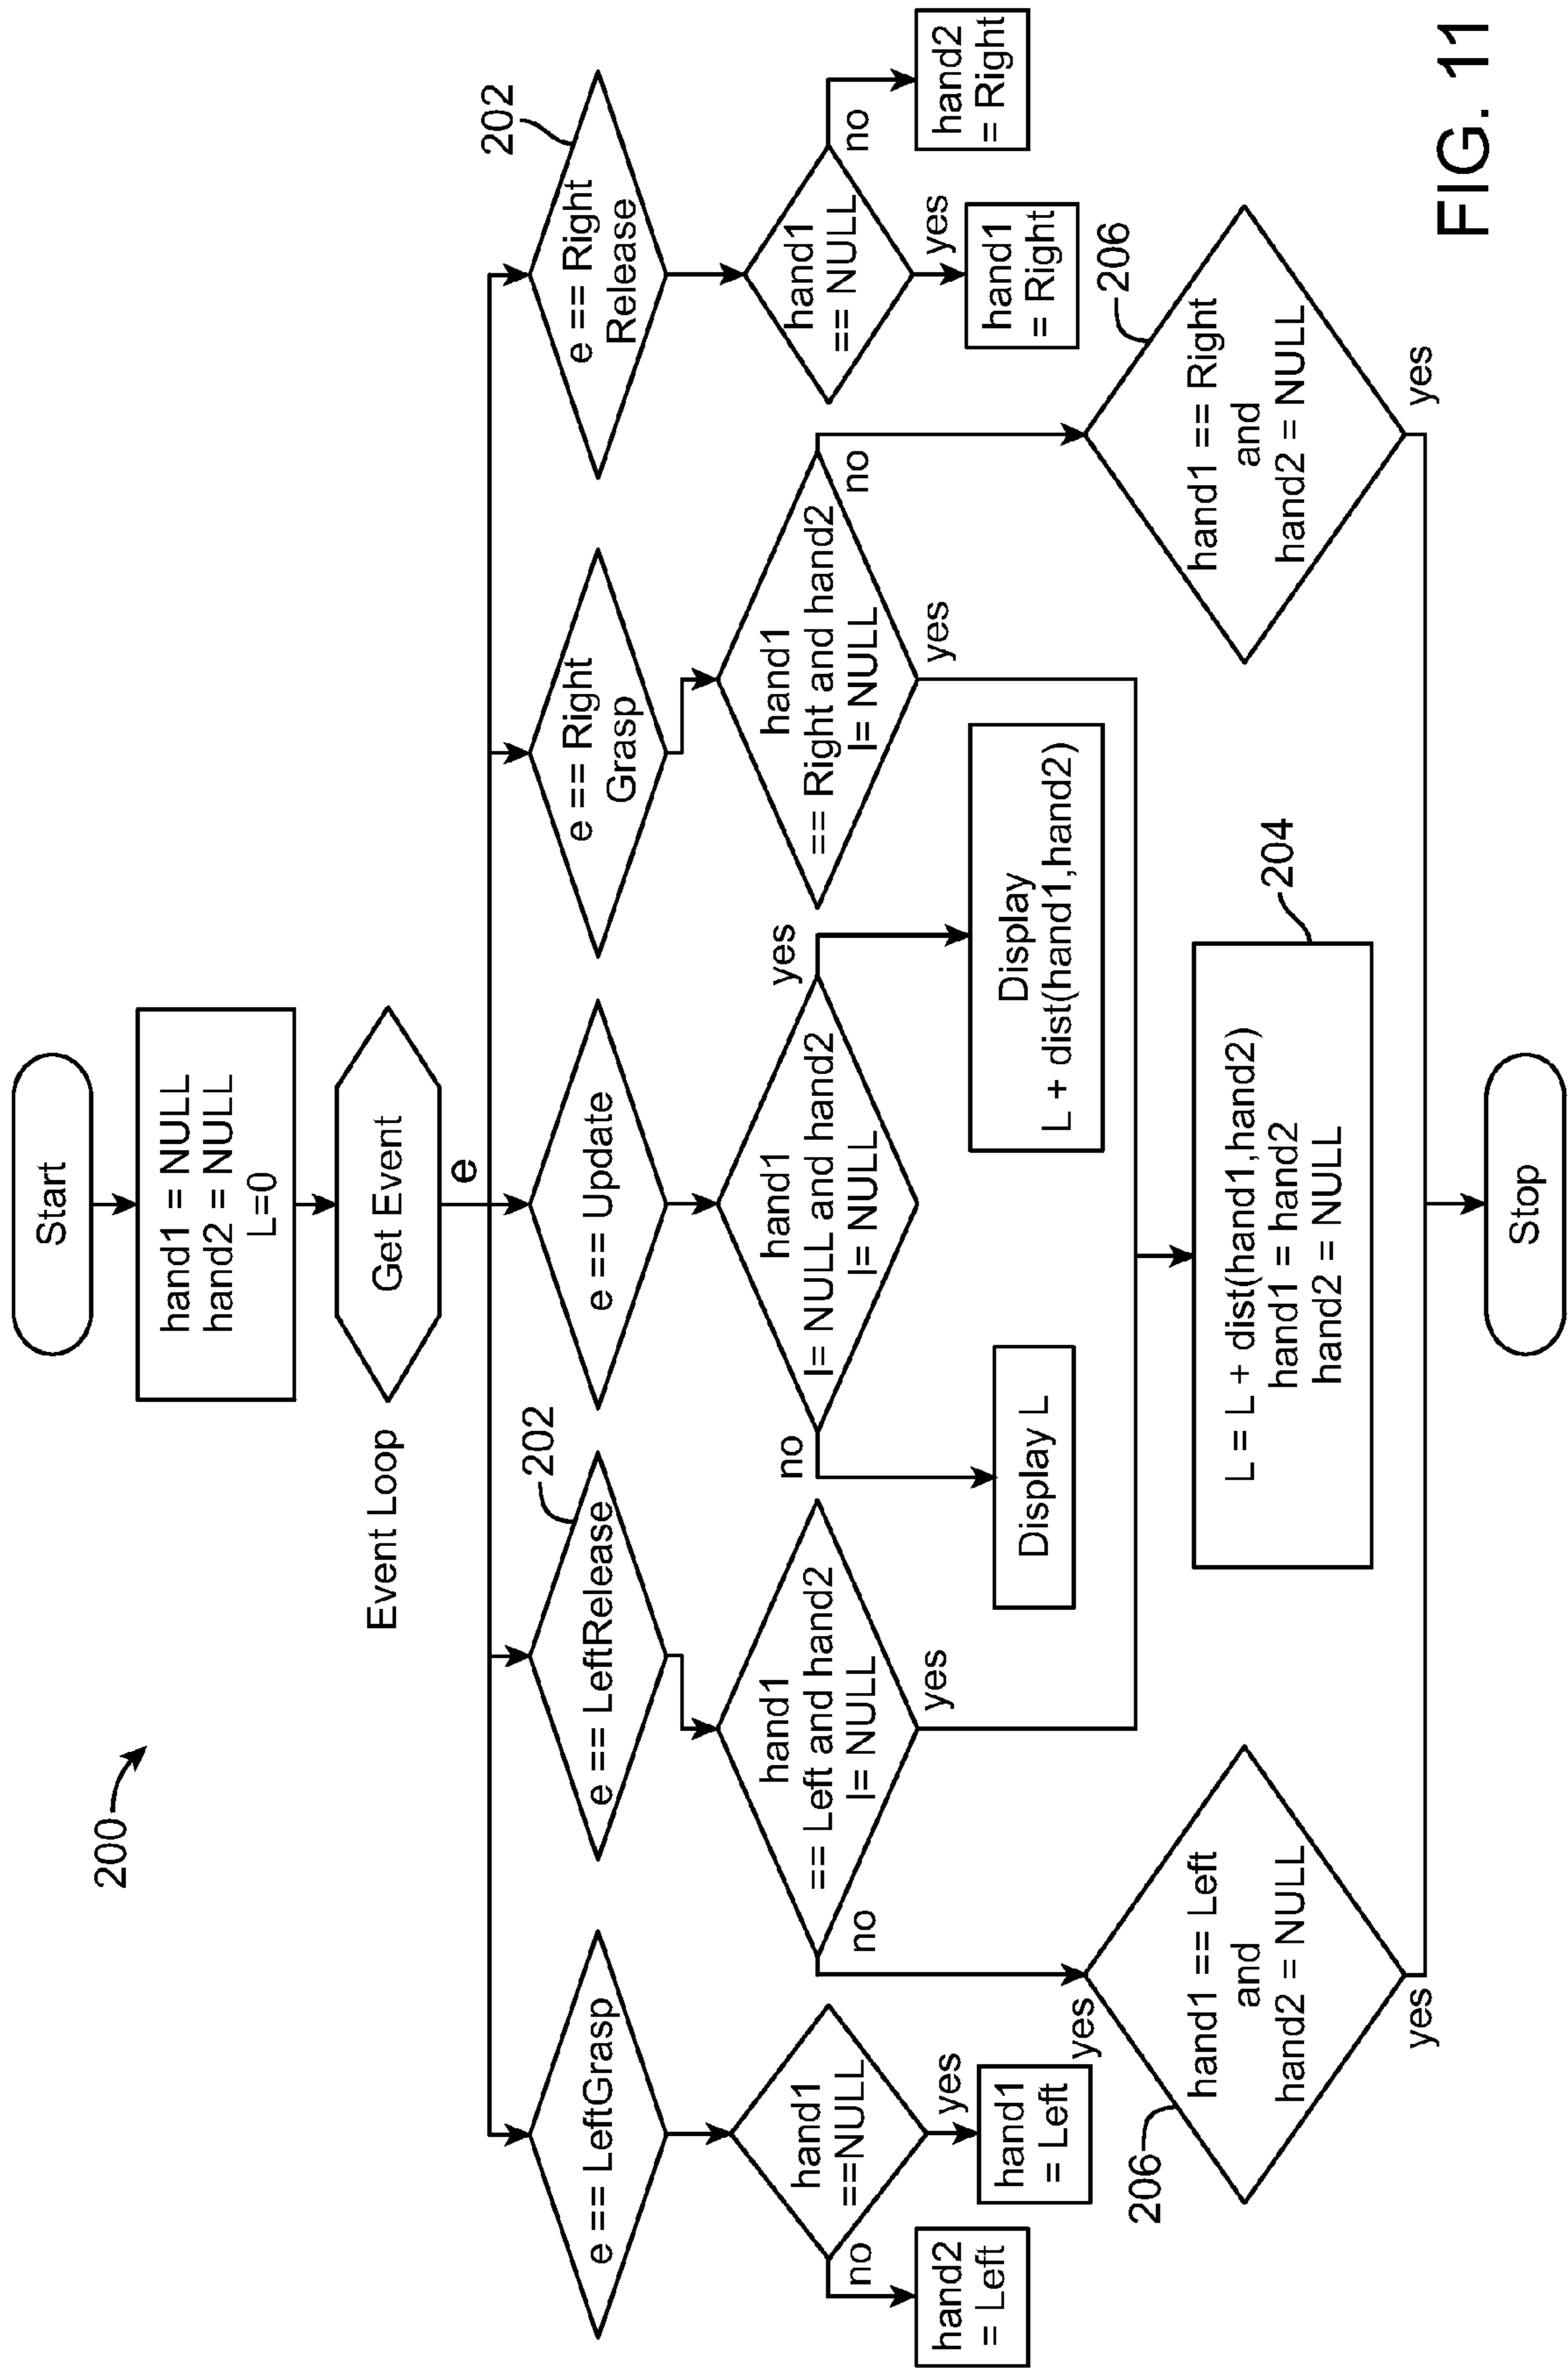 200
Start
hand1 = NULL
hand2 = NULL
L=0
Event Loop
Get Event
e
e == LeftGrasp
e == LeftRelease
202
e == Update
e == Right
Grasp
e == Right
Release
202
hand1
==NULL
no
yes
hand2
= Left
hand1
= Left
hand1
== Left and hand2
!= NULL
no
yes
hand1
!= NULL and hand2
!= NULL
no
yes
Display L
Display
L + dist(hand1,hand2)
hand1
== Right and hand2
!= NULL
yes
no
hand1
== NULL
yes
no
hand1
= Right
hand2
= Right
yes
206
hand1 == Left
and
hand2 = NULL
yes
L = L + dist(hand1,hand2)
hand1 = hand2
hand2 = NULL
204
206
hand1 == Right
and
hand2 = NULL
yes
Stop
FIG. 11